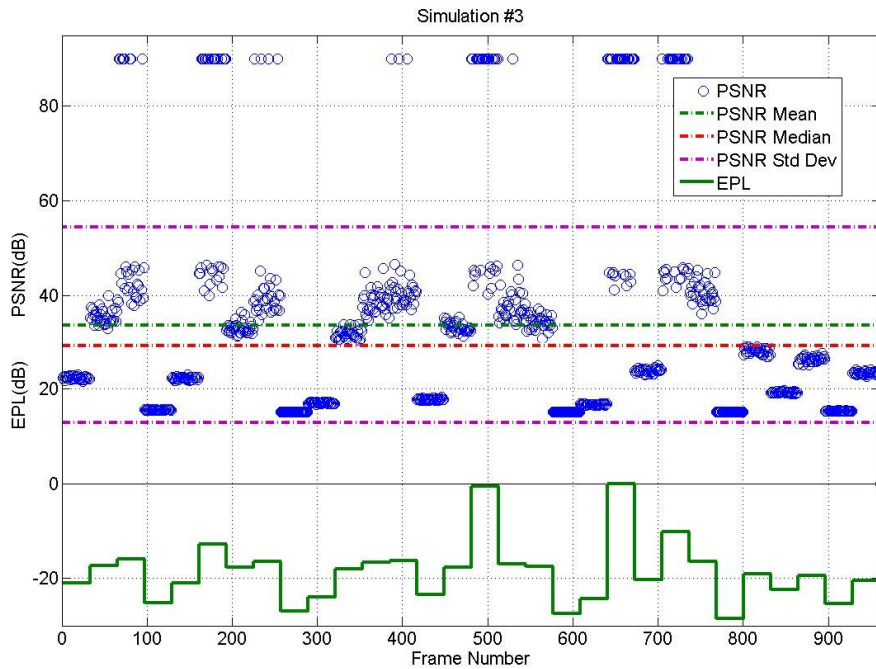 Simulation #3
80
60
40
20
0
-20
PSNR(dB)
EPL(dB)
PSNR
PSNR Mean
PSNR Median
PSNR Std Dev
EPL
0 100 200 300 400 500 600 700 800 900
Frame Number